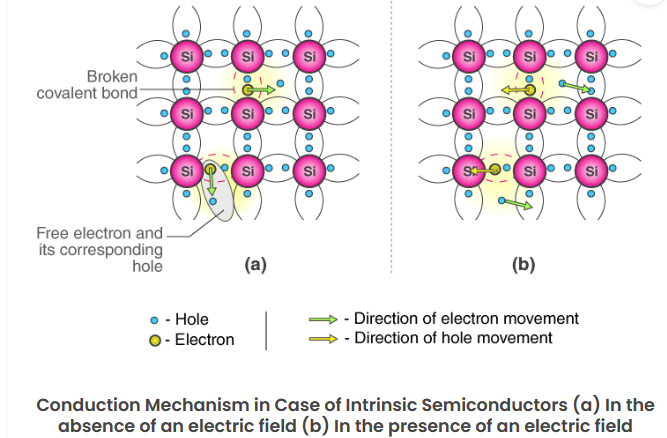 Si Si Si
Si Si Si
Broken
covalent bond
Si Si Si
Si Si Si
Si Si Si
S Si Si
Free electron and
its corresponding
hole
(a)
(b)
- Hole
- Electron
- Direction of electron movement
- Direction of hole movement
Conduction Mechanism in Case of Intrinsic Semiconductors (a) In the
absence of an electric field (b) In the presence of an electric field